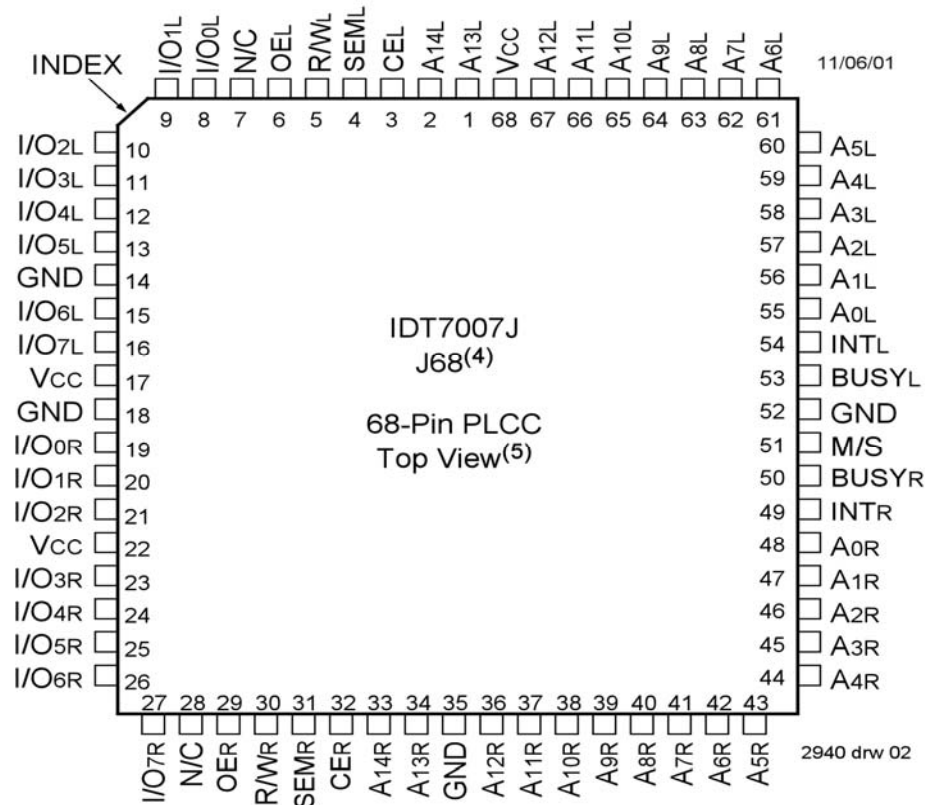 I/O1L I/O0L N/C OEL R/WL SEML CEL A14L A13L VCC A12L A11L A10L A9L A8L A7L A6L
INDEX
11/06/01
9 8 7 6 5 4 3 2 1 68 67 66 65 64 63 62 61
I/O2L 10 60 A5L
I/O3L 11 59 A4L
I/O4L 12 58 A3L
I/O5L 13 57 A2L
GND 14 56 A1L
I/O6L 15 55 A0L
I/O7L 16 54 INTL
VCC 17 53 BUSYL
GND 18 52 GND
I/O0R 19 51 M/S
I/O1R 20 50 BUSYR
I/O2R 21 49 INTR
VCC 22 48 A0R
I/O3R 23 47 A1R
I/O4R 24 46 A2R
I/O5R 25 45 A3R
I/O6R 26 44 A4R
IDT7007J
J68(4)
68-Pin PLCC
Top View(5)
27 28 29 30 31 32 33 34 35 36 37 38 39 40 41 42 43
I/O7R N/C OER R/WR SEMR CER A14R A13R GND A12R A11R A10R A9R A8R A7R A6R A5R
2940 drw 02